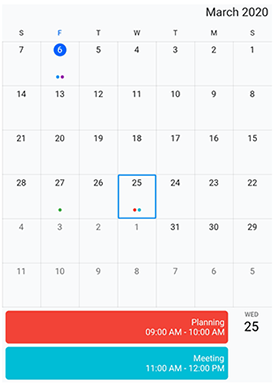 March 2020
S F T W T M S
7 6 5 4 3 2 1
14 13 12 11 10 9 8
21 20 19 18 17 16 15
28 27 26 25 24 23 22
4 3 2 1 31 30 29
11 10 9 8 7 6 5
Planning
09:00 AM - 10:00 AM
WED
25
Meeting
11:00 AM - 12:00 PM